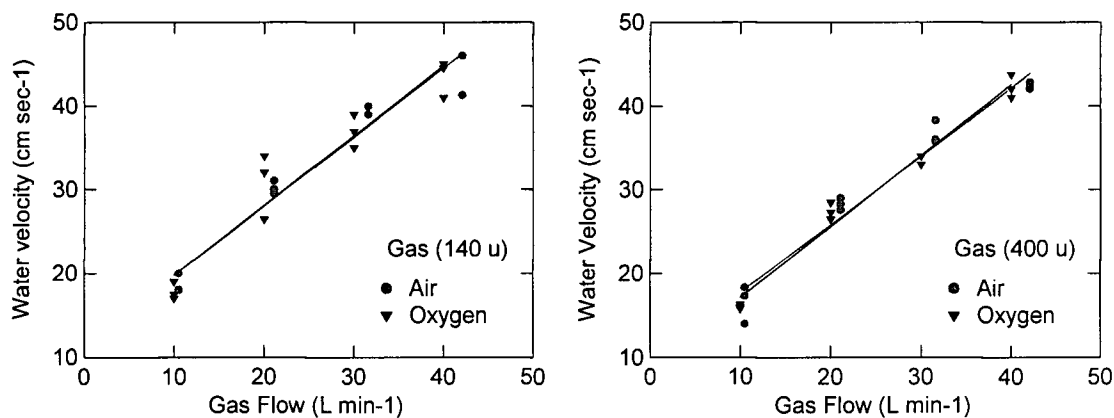 50
40
30
20
10
Water velocity (cm sec-1)
Gas (140 u)
Air
Oxygen
0 10 20 30 40 50
Gas Flow (L min-1)
50
40
30
20
10
Water Velocity (cm sec-1)
Gas (400 u)
Air
Oxygen
0 10 20 30 40 50
Gas Flow (L min-1)